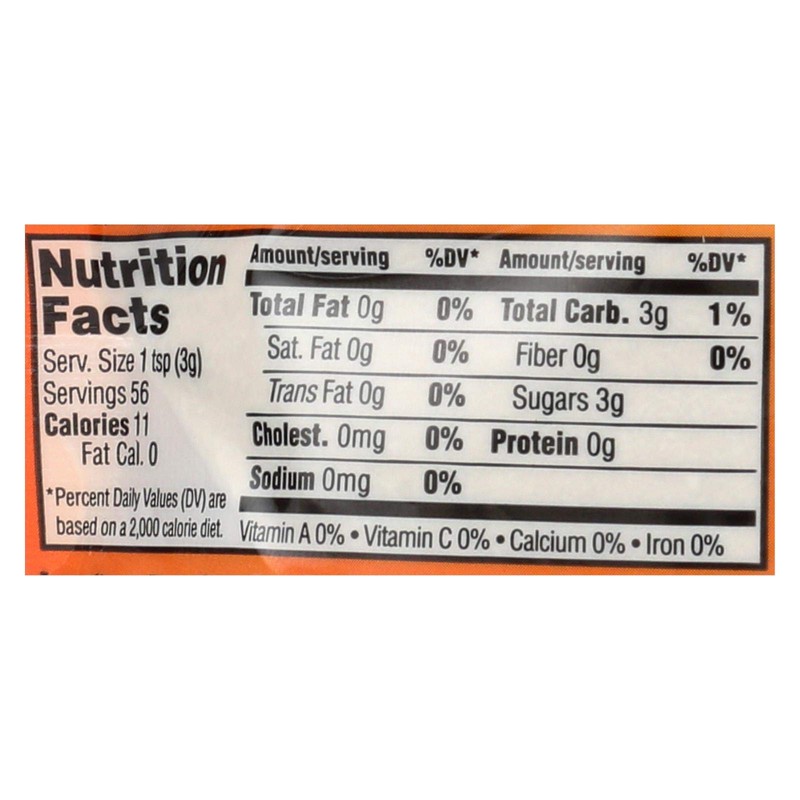 Nutrition
Facts
Serv. Size 1 tsp (3g)
Servings 56
Calories 11
Fat Cal. 0
*Percent Daily Values (DV) are
based on a 2,000 calorie diet.
Amount/serving %DV* Amount/serving %DV*
Total Fat 0g 0% Total Carb. 3g 1%
Sat. Fat 0g 0% Fiber 0g 0%
Trans Fat 0g 0% Sugars 3g
Cholest. 0mg 0% Protein 0g
Sodium 0mg 0%
Vitamin A 0% • Vitamin C 0% • Calcium 0% • Iron 0%